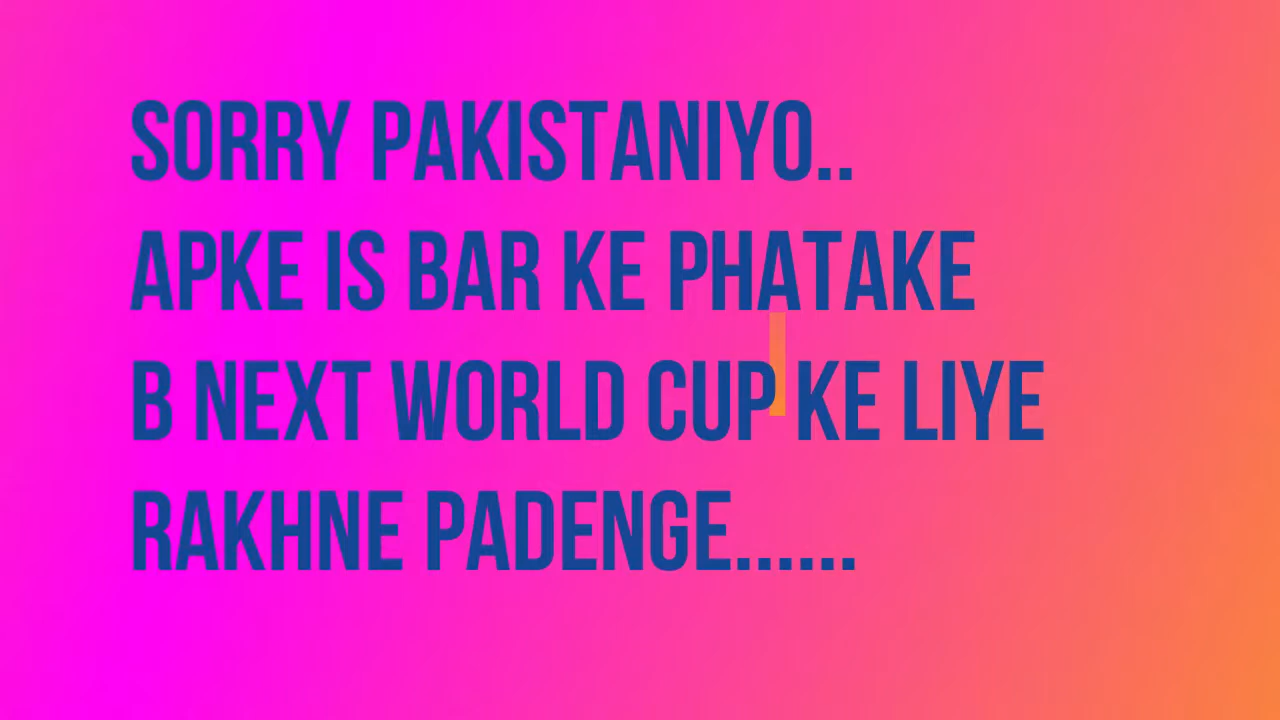 SORRY PAKISTANIYO..
APKE IS BAR KE PHATAKE
B NEXT WORLD CUP KE LIYE
RAKHNE PADENGE......